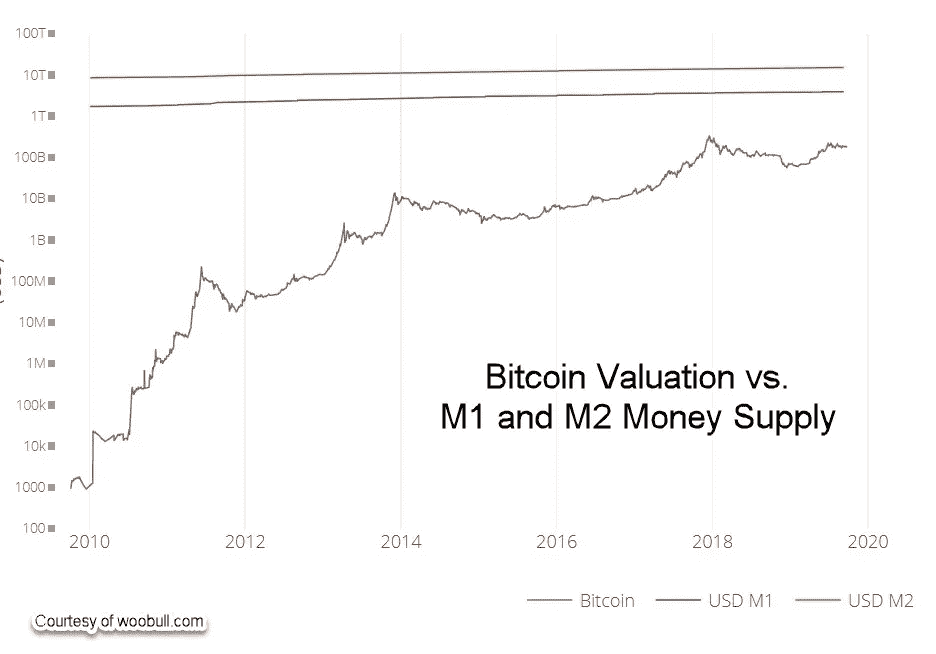 100T
10T
1T
100B
10B
1B
100M
10M
1M
100k
10k
1000
100
Bitcoin Valuation vs.
M1 and M2 Money Supply
2010 2012 2014 2016 2018 2020
Bitcoin USD M1 USD M2
Courtesy of woobull.com